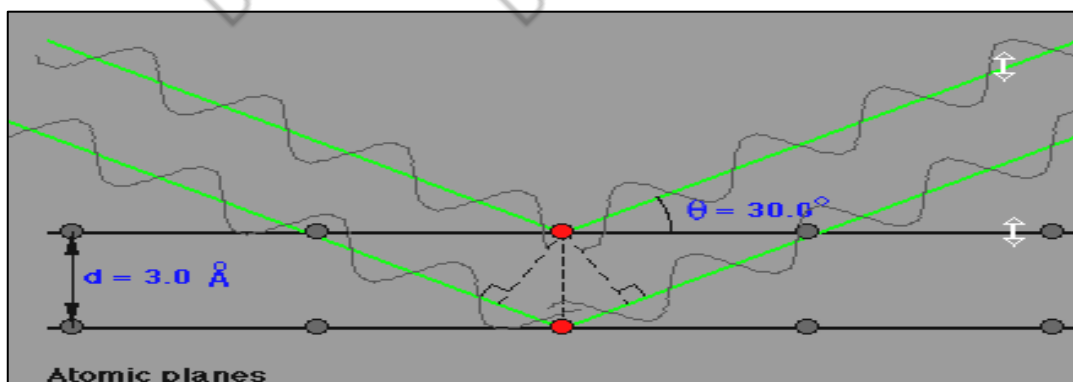 θ = 30.0°
d = 3.0 Å
Atomic planes